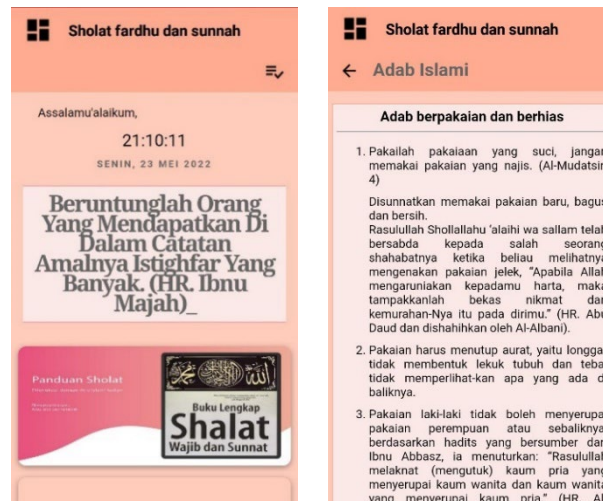 Sholat fardhu dan sunnah
Assalamu'alaikum,
21:10:11
SENIN, 23 MEI 2022
Beruntunglah Orang
Yang Mendapatkan Di
Dalam Catatan
Amalnya Istighfar Yang
Banyak. (HR. Ibnu
Majah)_
Panduan Sholat
Buku Lengkap
Shalat
Wajib dan Sunnat
Sholat fardhu dan sunnah
Adab Islami
Adab berpakaian dan berhias
1. Pakailah pakaiaan yang suci, jangan
memakai pakaian yang najis. (Al-Mudatsir:
4)
Disunnatkan memakai pakaian baru, bagus
dan bersih.
Rasulullah Shollallahu 'alaihi wa sallam telah
bersabda kepada salah seorang
shahabatnya ketika beliau melihatnya
mengenakan pakaian jelek, "Apabila Allah
mengaruniakan kepadamu harta, maka
tampakkanlah bekas nikmat dan
kemurahan-Nya itu pada dirimu." (HR. Abu
Daud dan dishahihkan oleh Al-Albani).
2. Pakaian harus menutup aurat, yaitu longgar
tidak membentuk lekuk tubuh dan tebal
tidak memperlihat-kan apa yang ada di
baliknya.
3. Pakaian laki-laki tidak boleh menyerupai
pakaian perempuan atau sebaliknya
berdasarkan hadits yang bersumber dari
Ibnu Abbasz, ia menuturkan: "Rasulullah
melaknat (mengutuk) kaum pria yang
menyerupai kaum wanita dan kaum wanita
yang menyerupai kaum pria." (HR. Al-